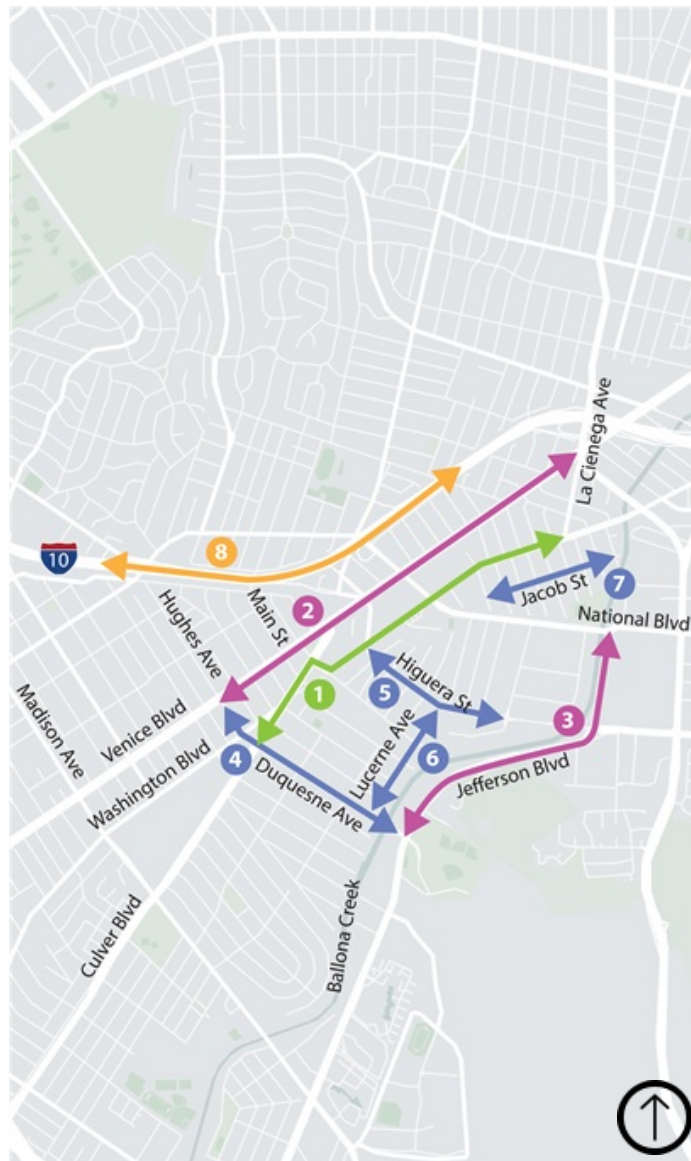 La Cienega Ave
10
8
7
Jacob St
Main St
2
National Blvd
Hughes Ave
Higuera St
5
1
Madison Ave
3
Venice Blvd
Lucerne Ave
4
6
Washington Blvd
Duquesne Ave
Jefferson Blvd
Culver Blvd
Ballona Creek